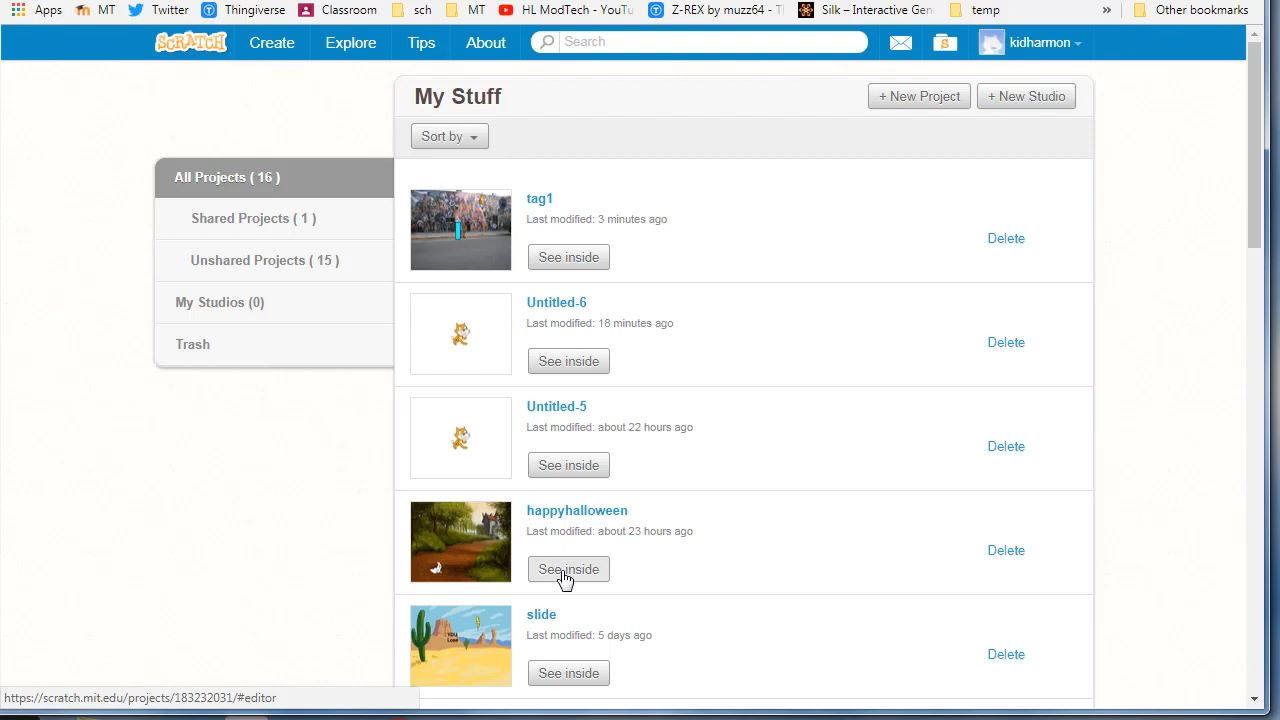 Apps MT Twitter Thingiverse Classroom sch MT HL ModTech - YouTu Z-REX by muzz64 - T Silk – Interactive Gen temp » Other bookmarks
SCRATCH Create Explore Tips About Search S kidharmon
My Stuff + New Project + New Studio
Sort by
All Projects ( 16 )
Shared Projects ( 1 )
Unshared Projects ( 15 )
My Studios (0)
Trash
tag1
Last modified: 3 minutes ago
Delete
See inside
Untitled-6
Last modified: 18 minutes ago
Delete
See inside
Untitled-5
Last modified: about 22 hours ago
Delete
See inside
happyhalloween
Last modified: about 23 hours ago
Delete
See inside
slide
Last modified: 5 days ago
YOU
Lose
Delete
See inside
https://scratch.mit.edu/projects/183232031/#editor